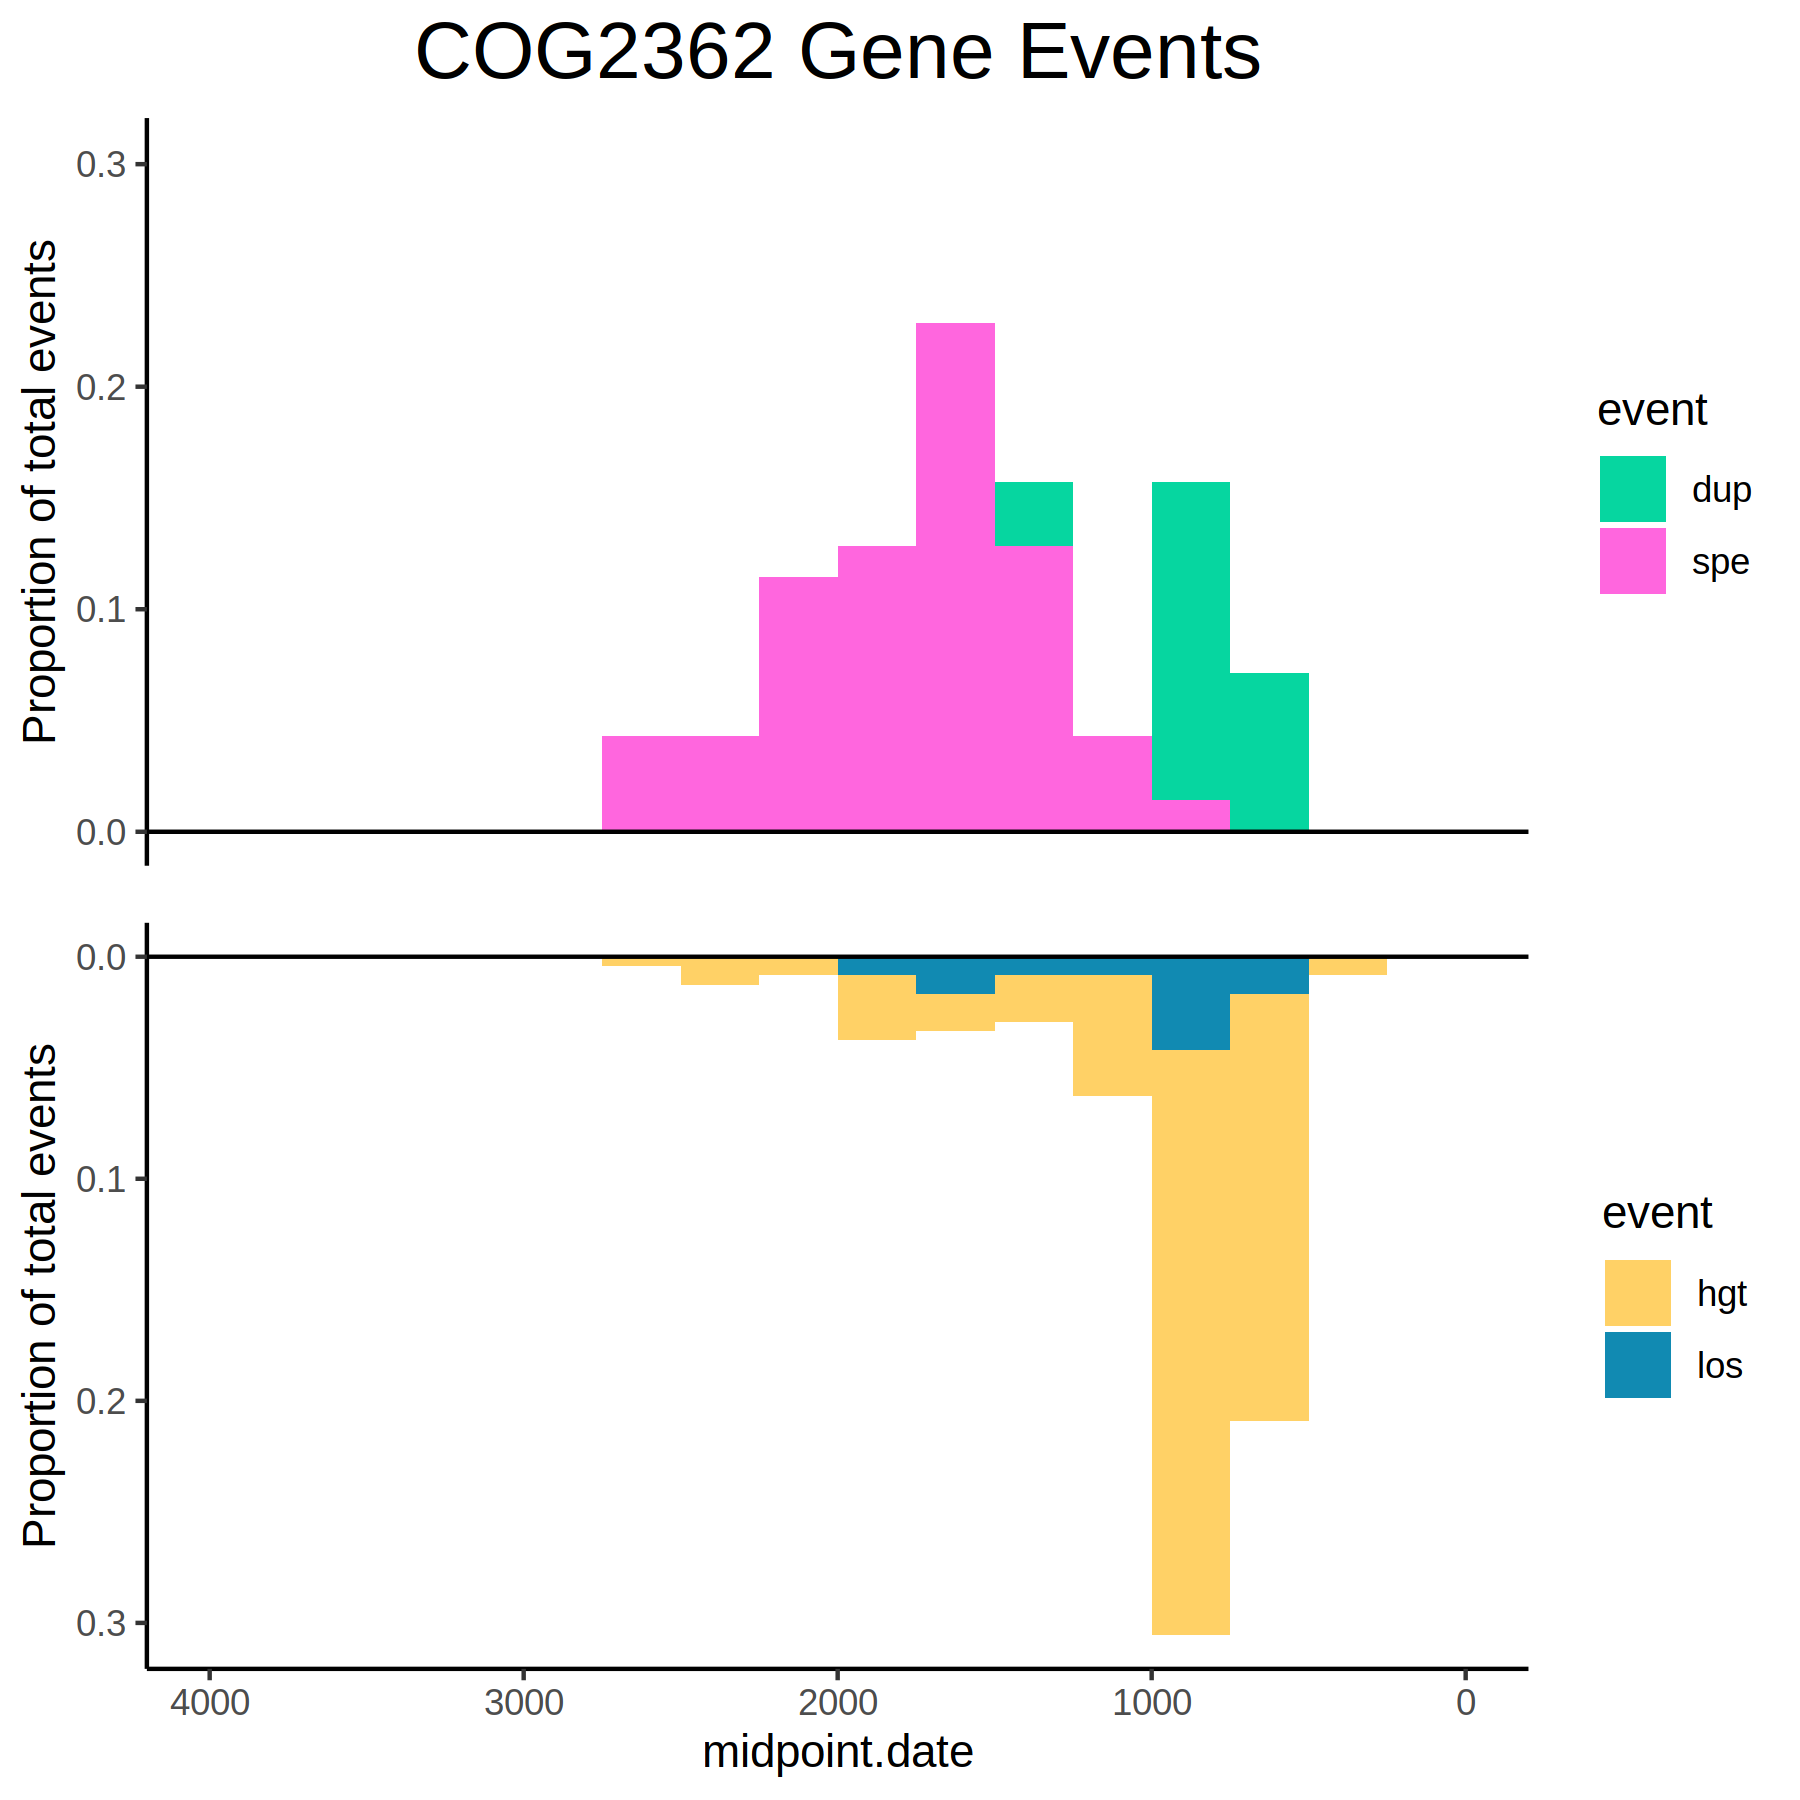 COG2362 Gene Events
Proportion of total events
0.3
0.2
0.1
0.0
event
dup
spe
Proportion of total events
0.0
0.1
0.2
0.3
event
hgt
los
4000 3000 2000 1000 0
midpoint.date